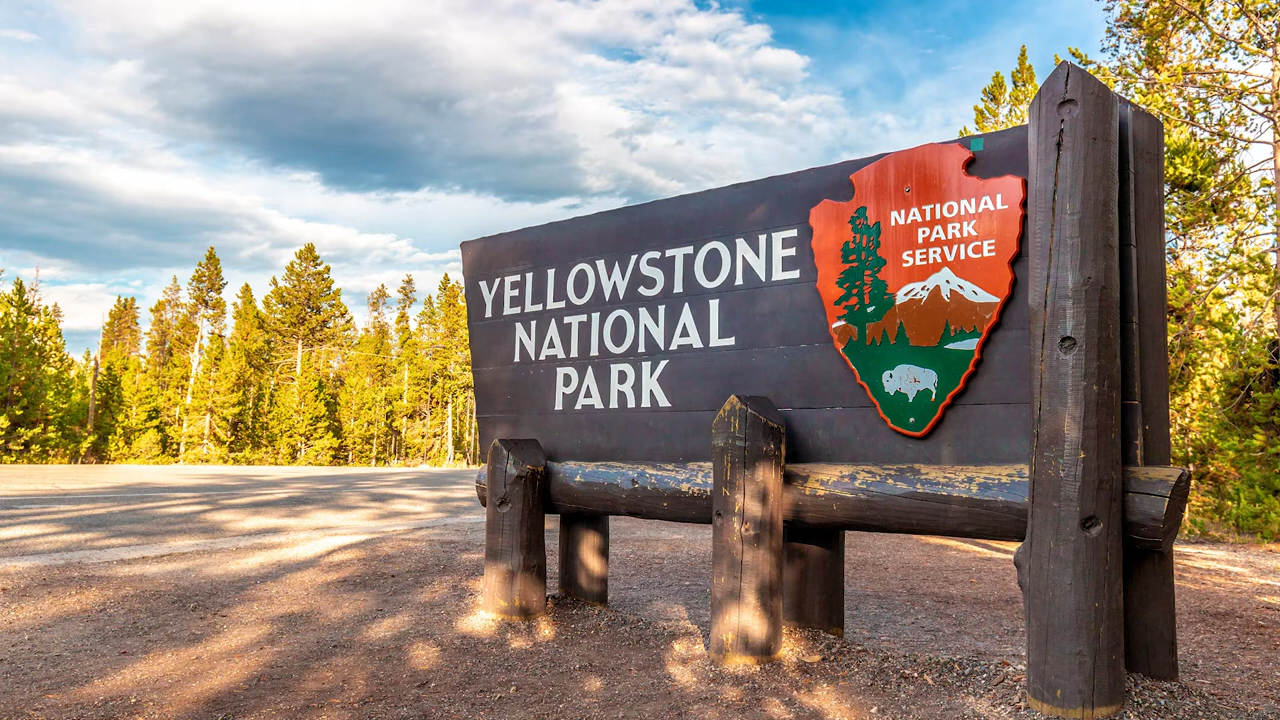 YELLOWSTONE
NATIONAL
PARK
NATIONAL
PARK
SERVICE